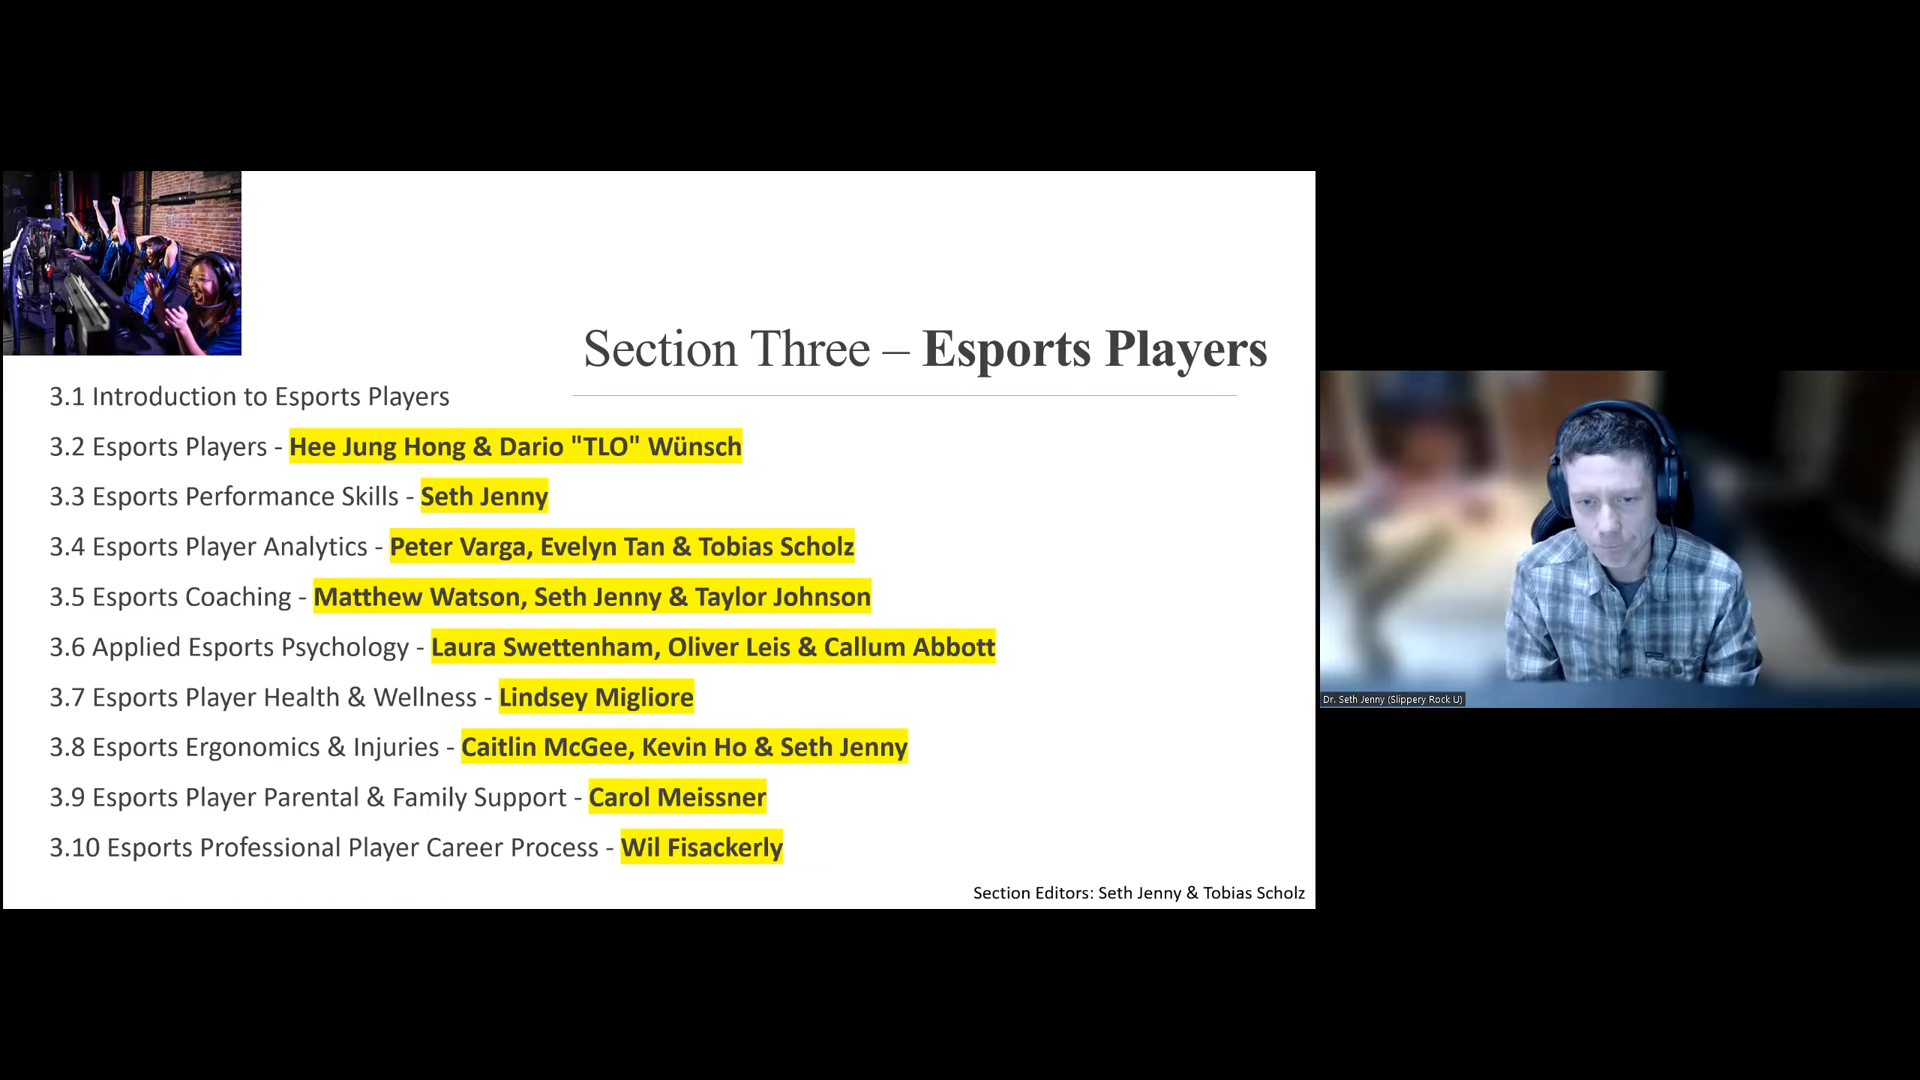 Section Three – Esports Players
3.1 Introduction to Esports Players
3.2 Esports Players - Hee Jung Hong & Dario "TLO" Wünsch
3.3 Esports Performance Skills - Seth Jenny
3.4 Esports Player Analytics - Peter Varga, Evelyn Tan & Tobias Scholz
3.5 Esports Coaching - Matthew Watson, Seth Jenny & Taylor Johnson
3.6 Applied Esports Psychology - Laura Swettenham, Oliver Leis & Callum Abbott
3.7 Esports Player Health & Wellness - Lindsey Migliore
3.8 Esports Ergonomics & Injuries - Caitlin McGee, Kevin Ho & Seth Jenny
3.9 Esports Player Parental & Family Support - Carol Meissner
3.10 Esports Professional Player Career Process - Wil Fisackerly
Section Editors: Seth Jenny & Tobias Scholz
Dr. Seth Jenny (Slippery Rock U)